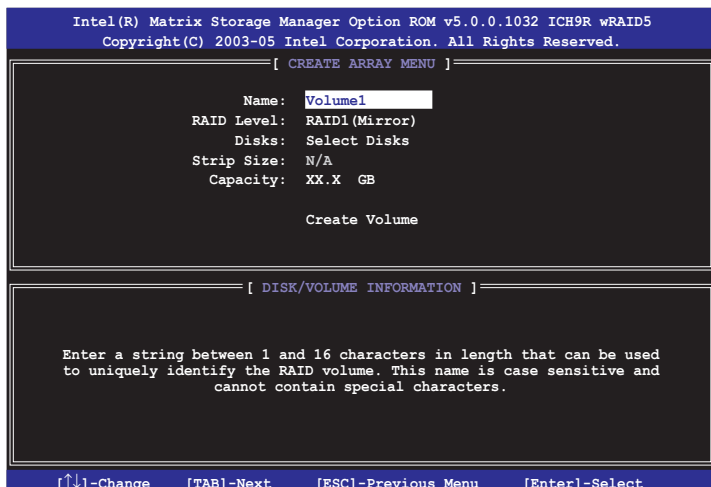 Intel(R) Matrix Storage Manager Option ROM v5.0.0.1032 ICH9R wRAID5
Copyright(C) 2003-05 Intel Corporation. All Rights Reserved.
[ CREATE ARRAY MENU ]
Name: Volume1
RAID Level: RAID1(Mirror)
Disks: Select Disks
Strip Size: N/A
Capacity: XX.X GB
Create Volume
[ DISK/VOLUME INFORMATION ]
Enter a string between 1 and 16 characters in length that can be used
to uniquely identify the RAID volume. This name is case sensitive and
cannot contain special characters.
[↑↓]-Change [TAB]-Next [ESC]-Previous Menu [Enter]-Select